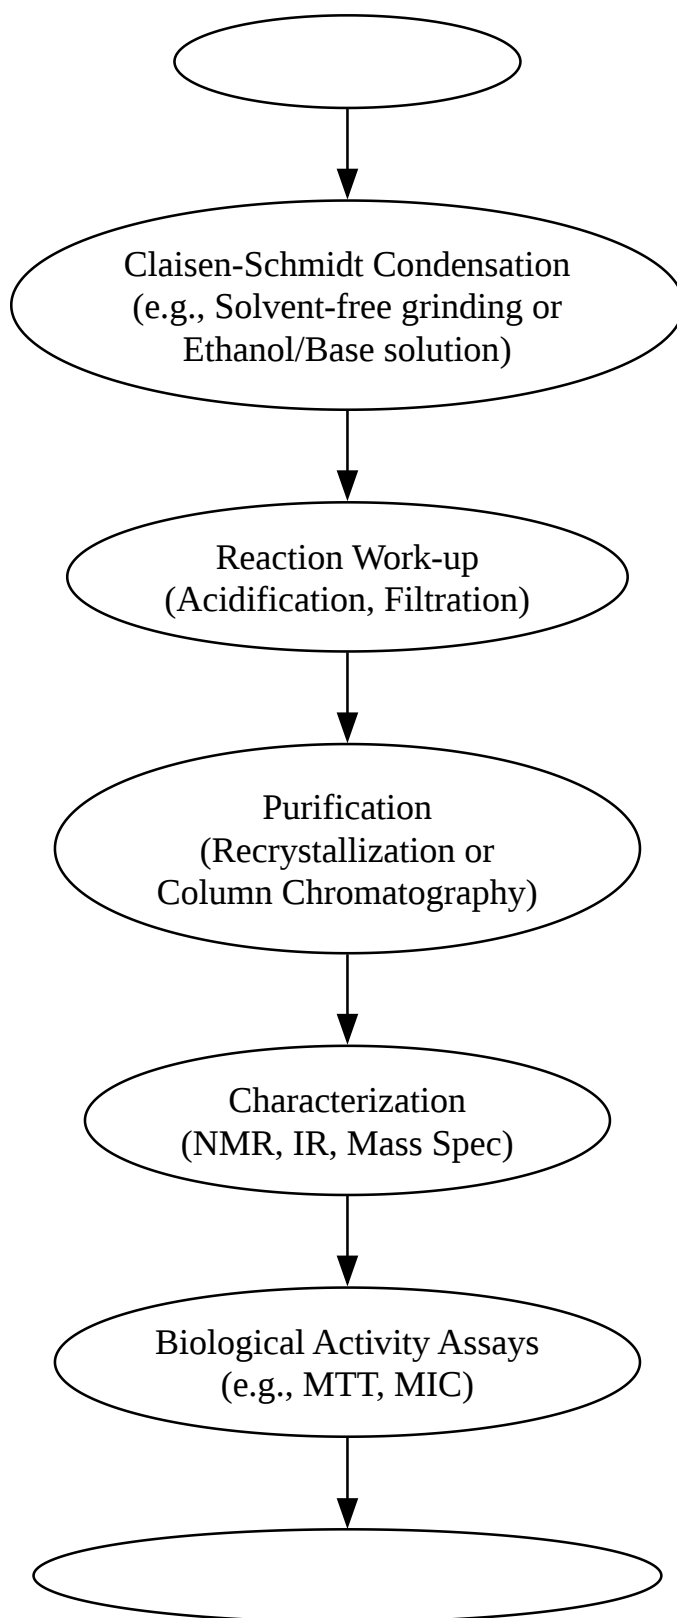 Claisen-Schmidt Condensation
(e.g., Solvent-free grinding or
Ethanol/Base solution)
Reaction Work-up
(Acidification, Filtration)
Purification
(Recrystallization or
Column Chromatography)
Characterization
(NMR, IR, Mass Spec)
Biological Activity Assays
(e.g., MTT, MIC)